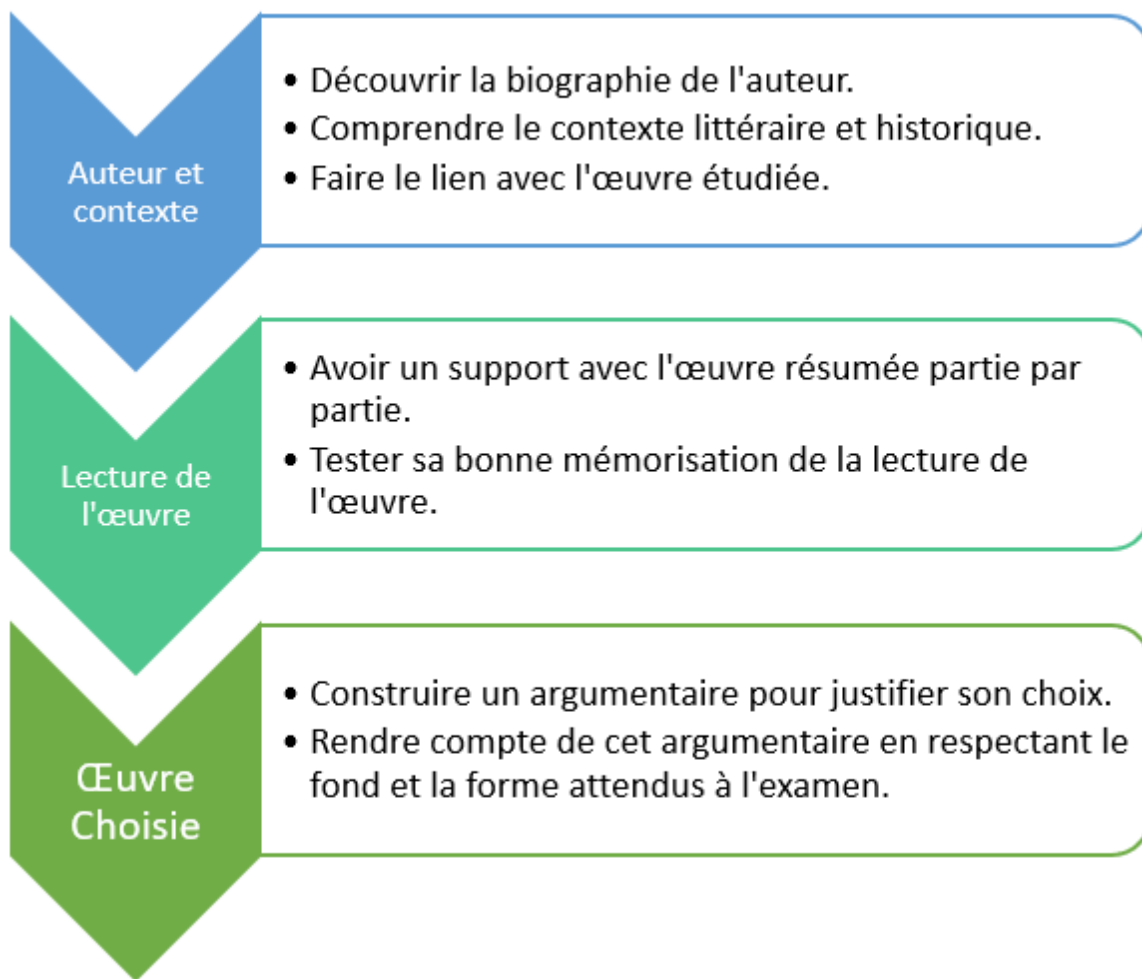 Auteur et
contexte
• Découvrir la biographie de l'auteur.
• Comprendre le contexte littéraire et historique.
• Faire le lien avec l'œuvre étudiée.
Lecture de
l'œuvre
• Avoir un support avec l'œuvre résumée partie par
partie.
• Tester sa bonne mémorisation de la lecture de
l'œuvre.
Œuvre
Choisie
• Construire un argumentaire pour justifier son choix.
• Rendre compte de cet argumentaire en respectant le
fond et la forme attendus à l'examen.